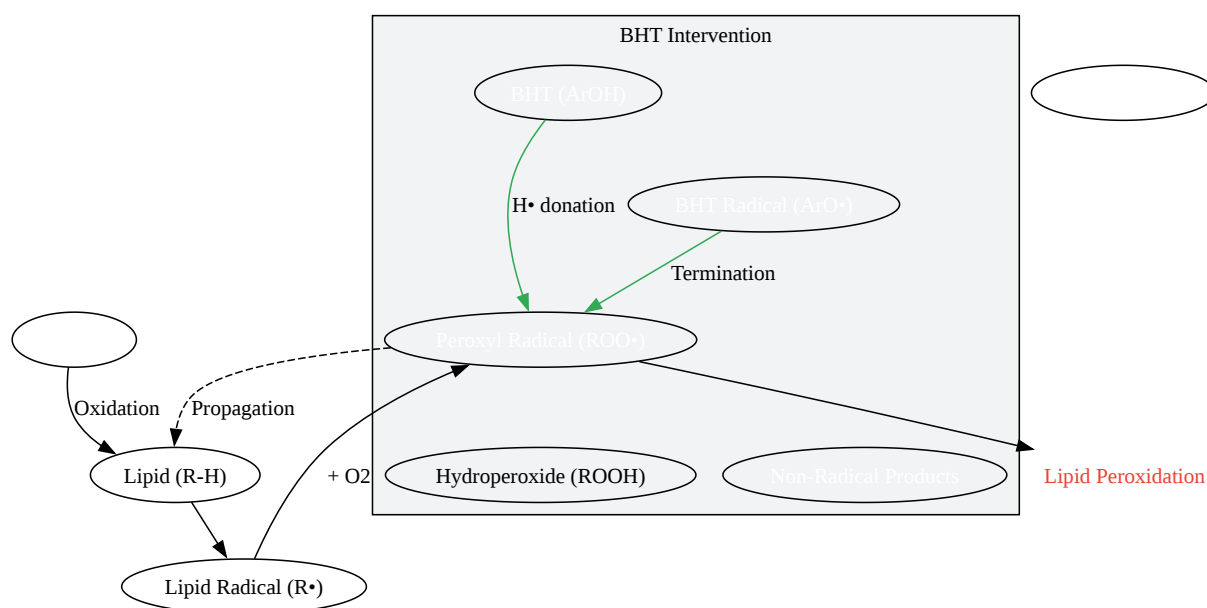 BHT Intervention
BHT (ArOH)
H• donation
BHT Radical (ArO•)
Termination
Peroxyl Radical (ROO•)
Oxidation
Propagation
Lipid (R-H)
+ O2
Hydroperoxide (ROOH)
Non-Radical Products
Lipid Peroxidation
Lipid Radical (R•)